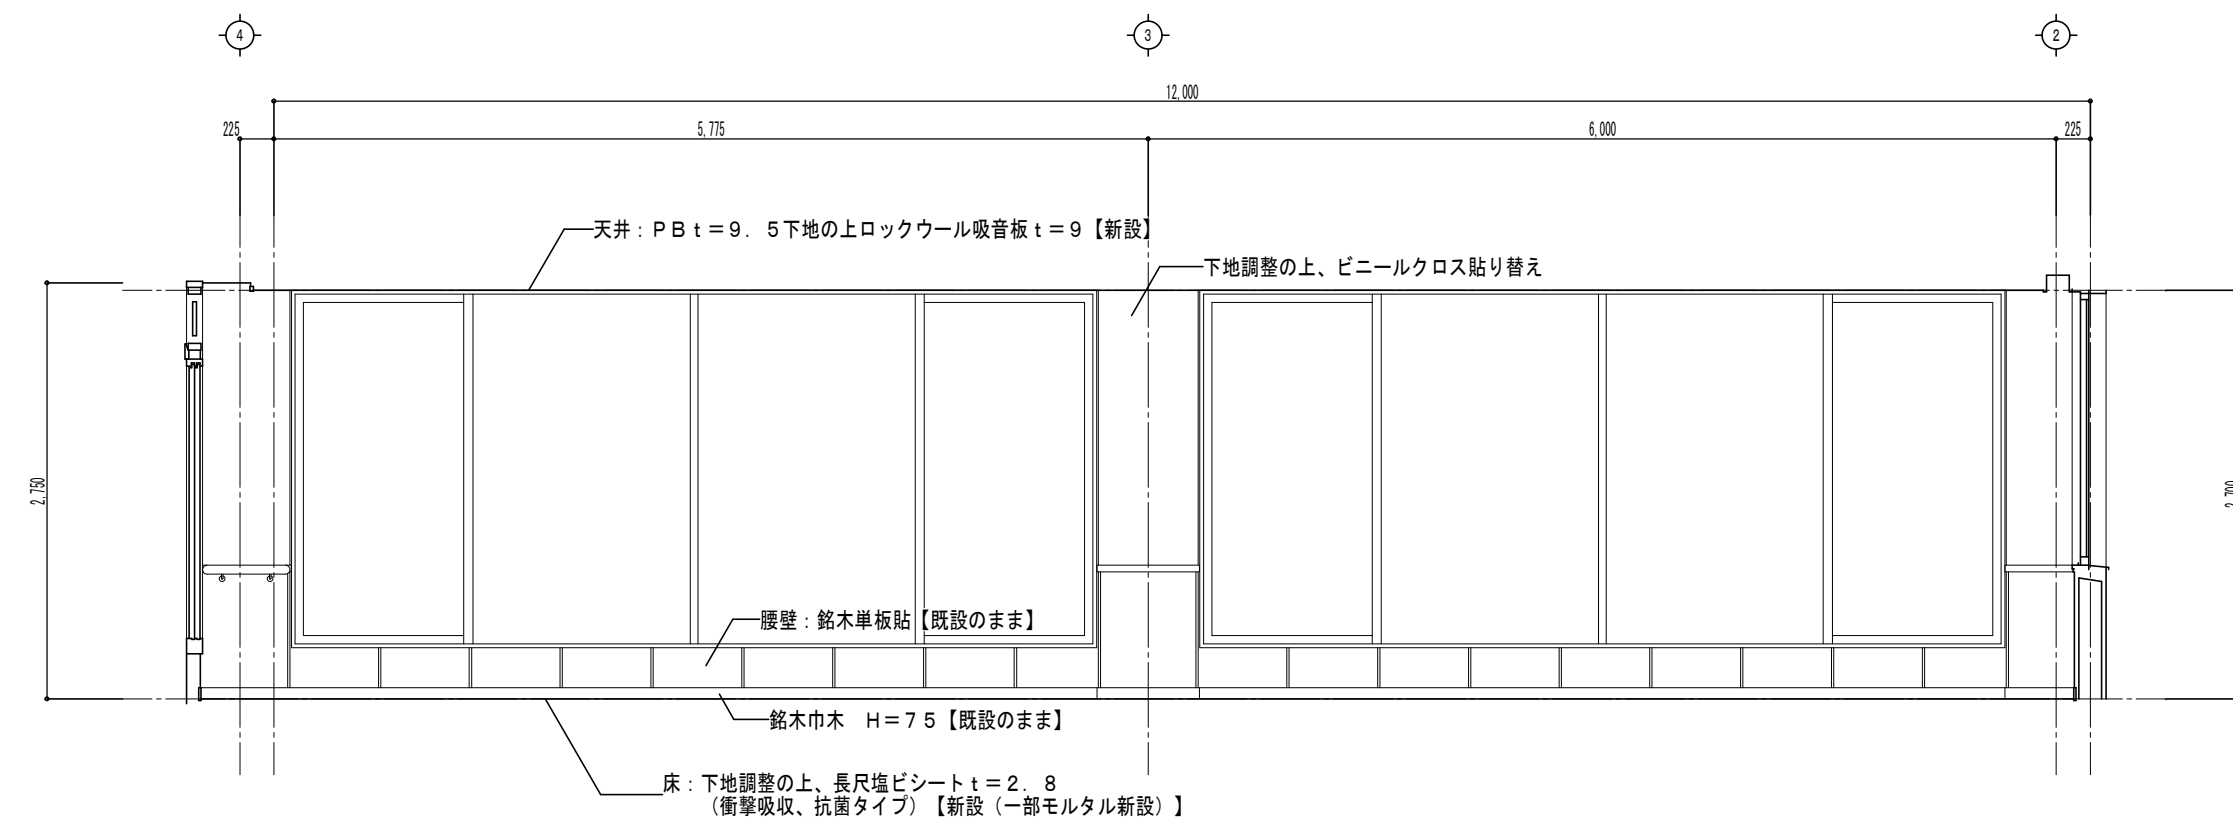 4 3 2
12,000
225 5,775 6,000 225
天井：ＰＢｔ＝９．５下地の上ロックウール吸音板ｔ＝９【新設】
下地調整の上、ビニールクロス貼り替え
2,750
2,700
腰壁：銘木単板貼【既設のまま】
銘木巾木　Ｈ＝７５【既設のまま】
床：下地調整の上、長尺塩ビシートｔ＝２．８
（衝撃吸収、抗菌タイプ）【新設（一部モルタル新設）】